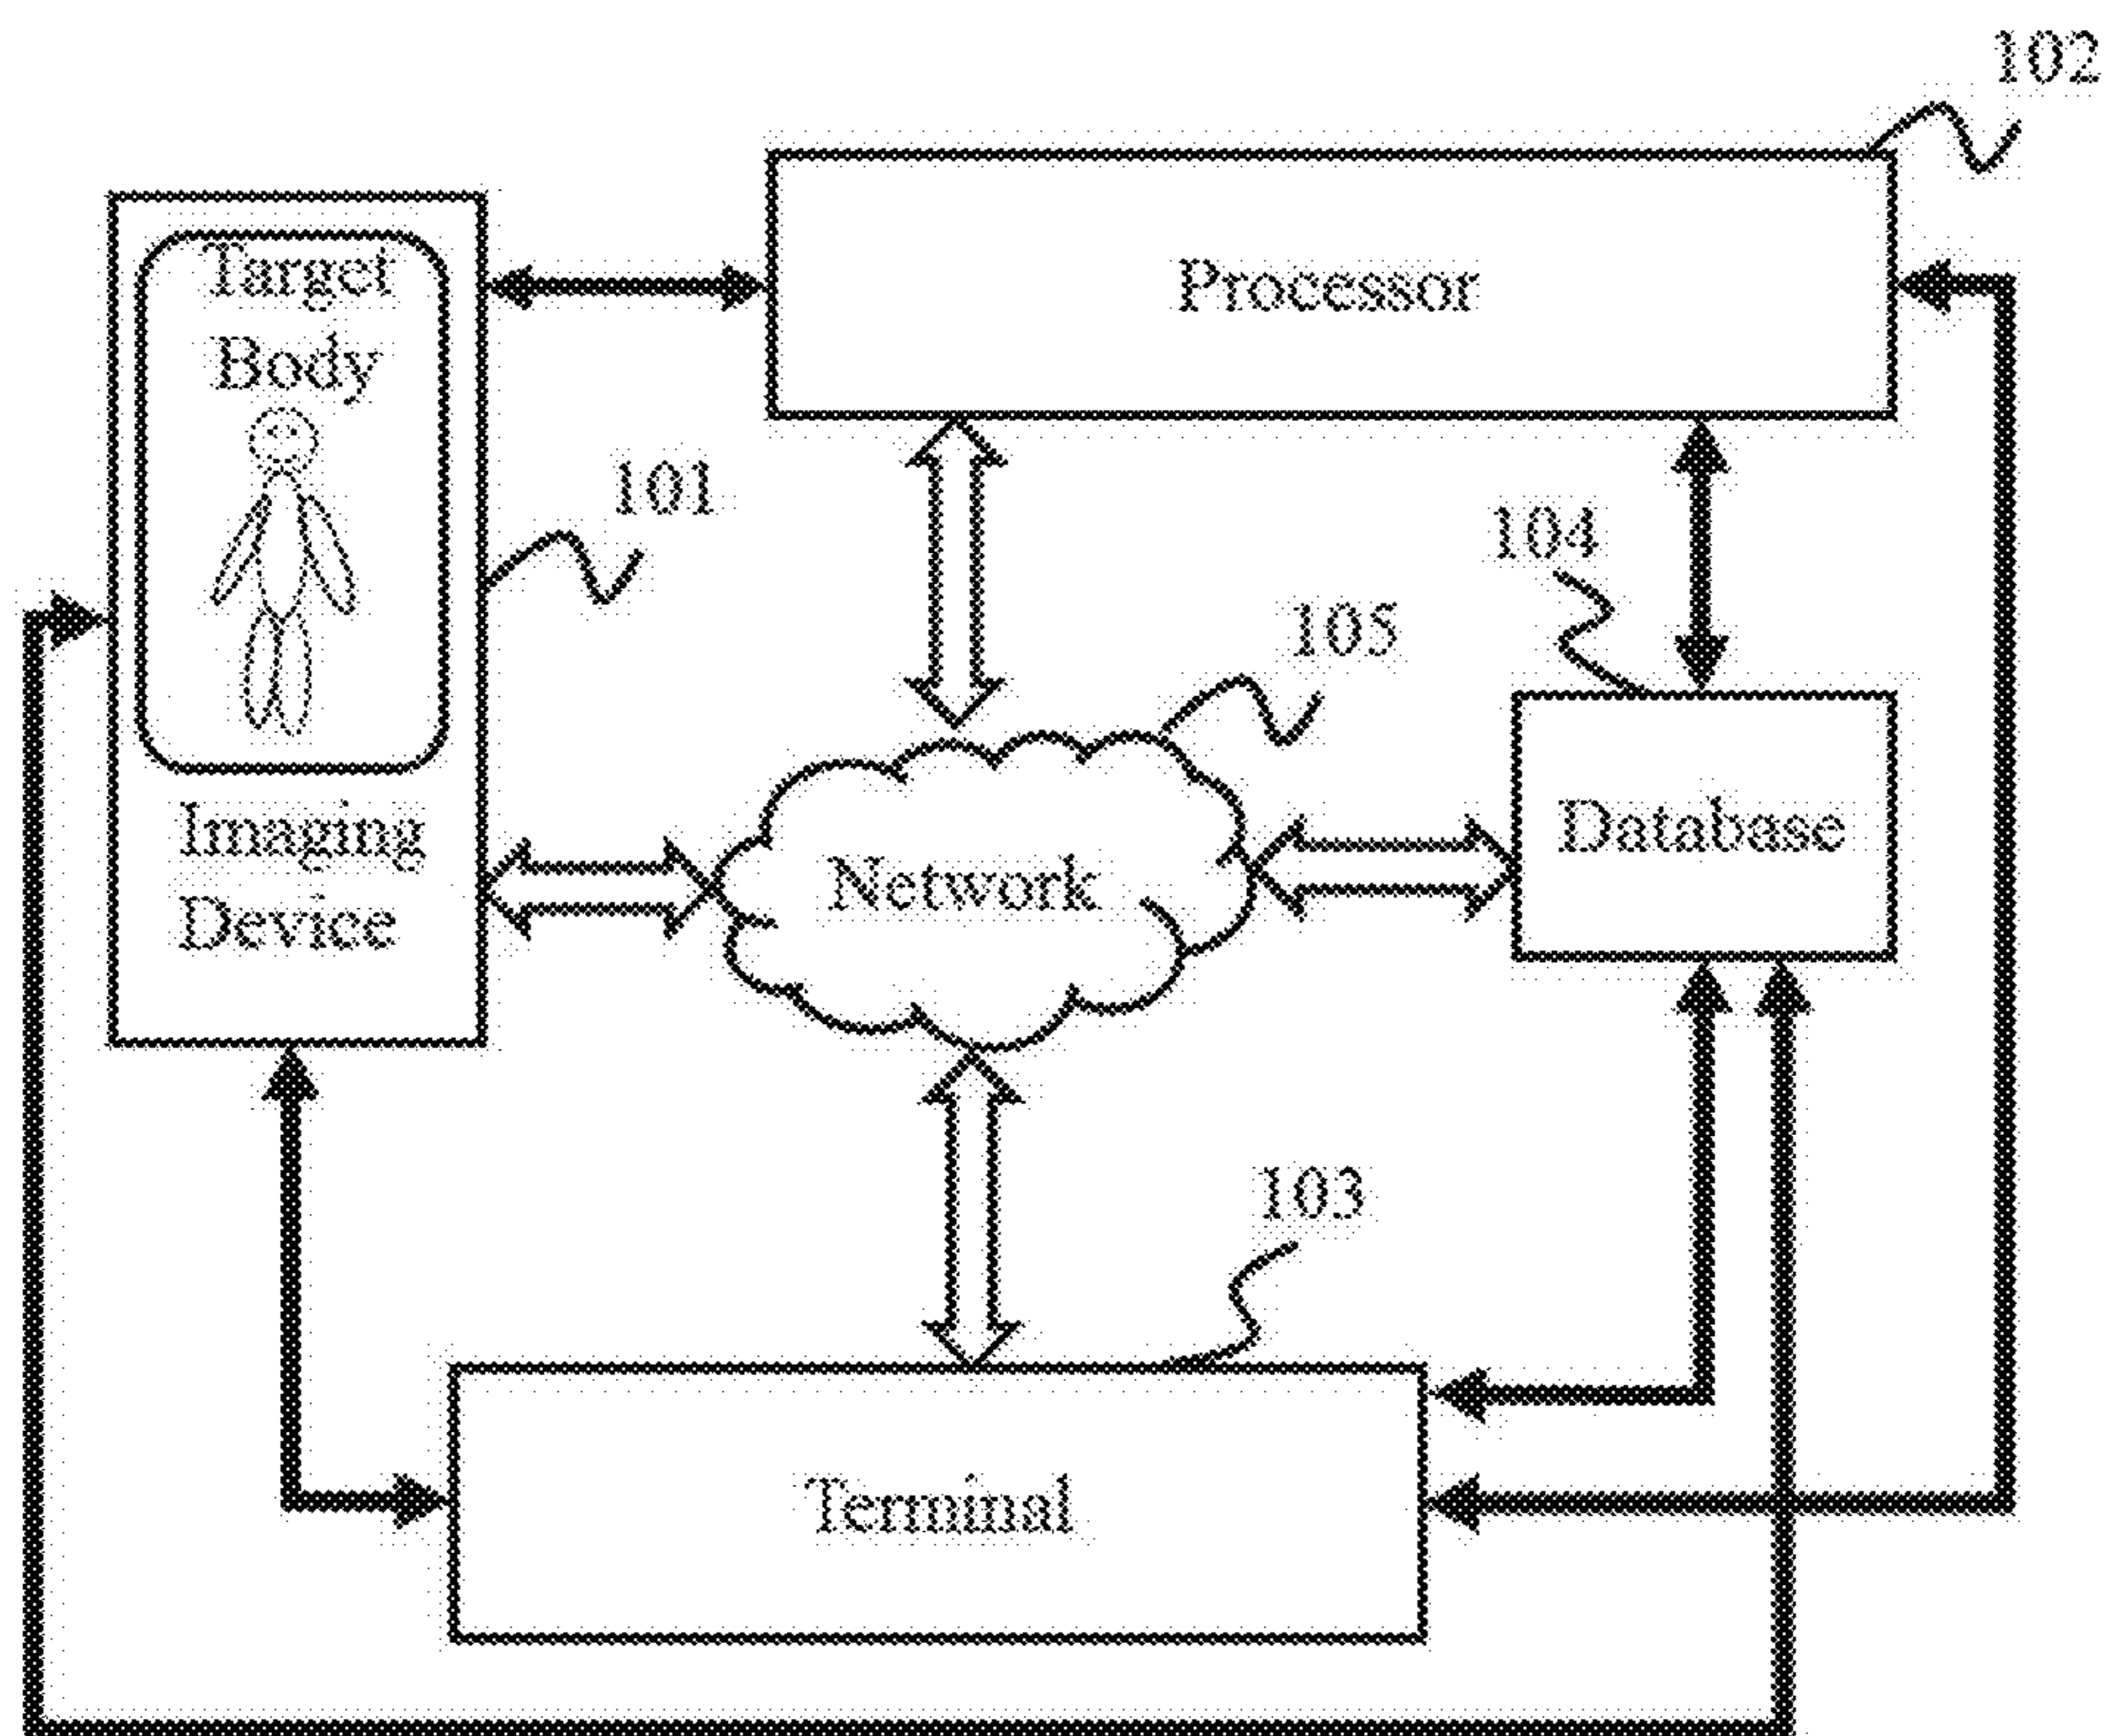 102
Processor
Target
Body
101
104
105
Imaging
Device
Network
Database
103
Terminal